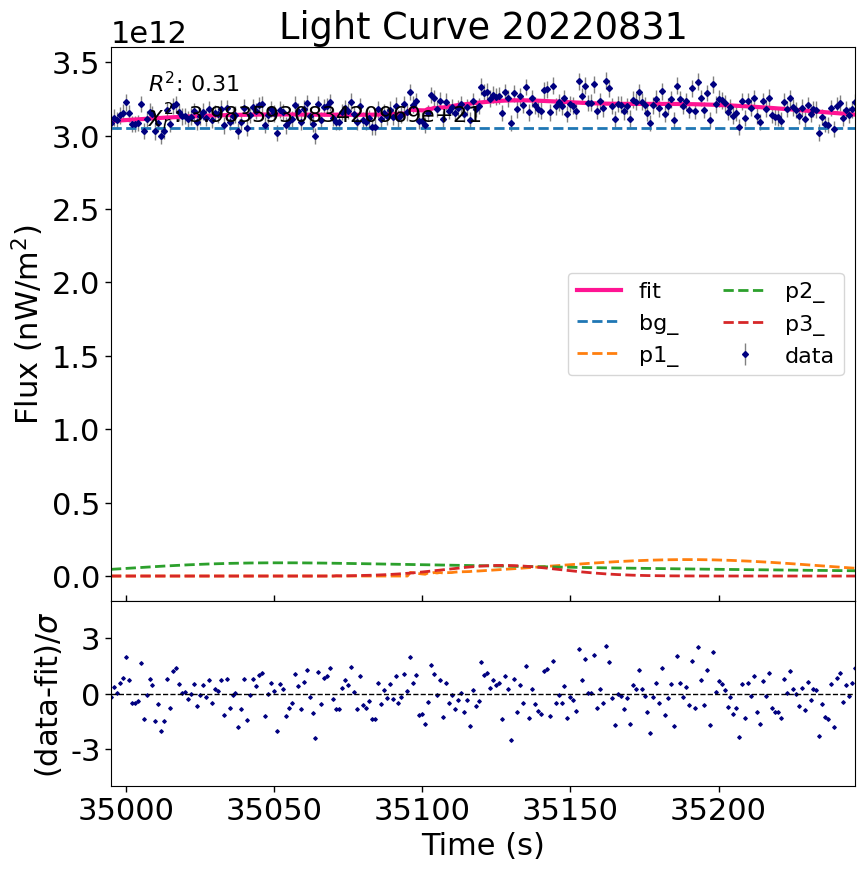 Light Curve 20220831
1e12
R²: 0.31
3.5
3.0
2.5
2.0
1.5
1.0
0.5
0.0
Flux (nW/m²)
fit
bg_
p1_
p2_
p3_
data
3
0
-3
(data-fit)/σ
35000 35050 35100 35150 35200
Time (s)